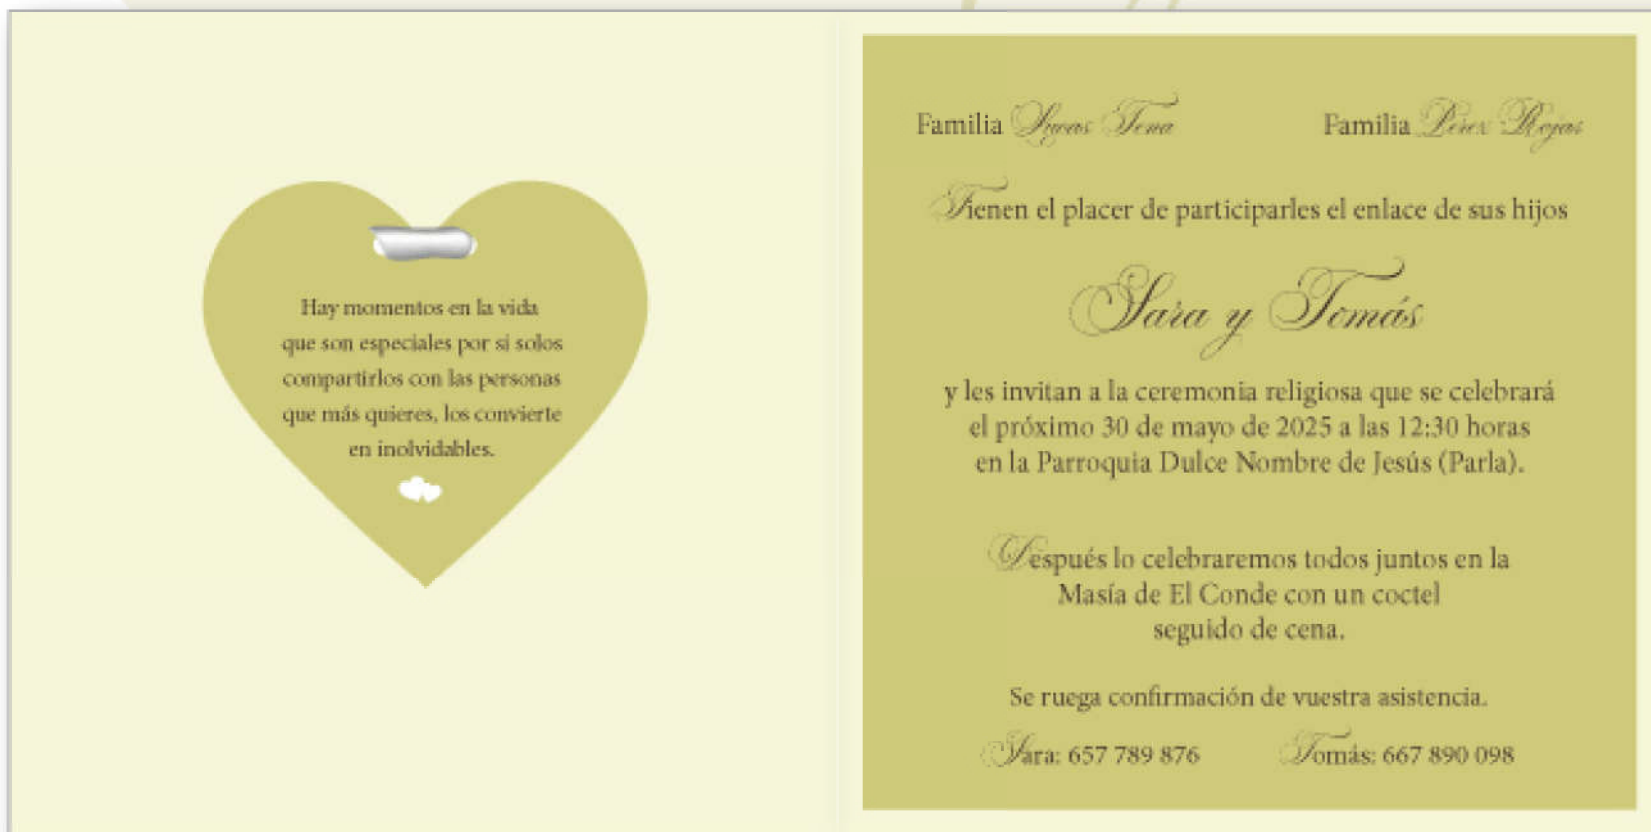 Hay momentos en la vida
que son especiales por si solos
compartirlos con las personas
que más quieres, los convierte
en inolvidables.
Familia Lucas Tena
Familia Pérez Rojas
Tienen el placer de participarles el enlace de sus hijos
Sara y Tomás
y les invitan a la ceremonia religiosa que se celebrará
el próximo 30 de mayo de 2025 a las 12:30 horas
en la Parroquia Dulce Nombre de Jesús (Parla).
Después lo celebraremos todos juntos en la
Masía de El Conde con un coctel
seguido de cena.
Se ruega confirmación de vuestra asistencia.
Sara: 657 789 876
Tomás: 667 890 098